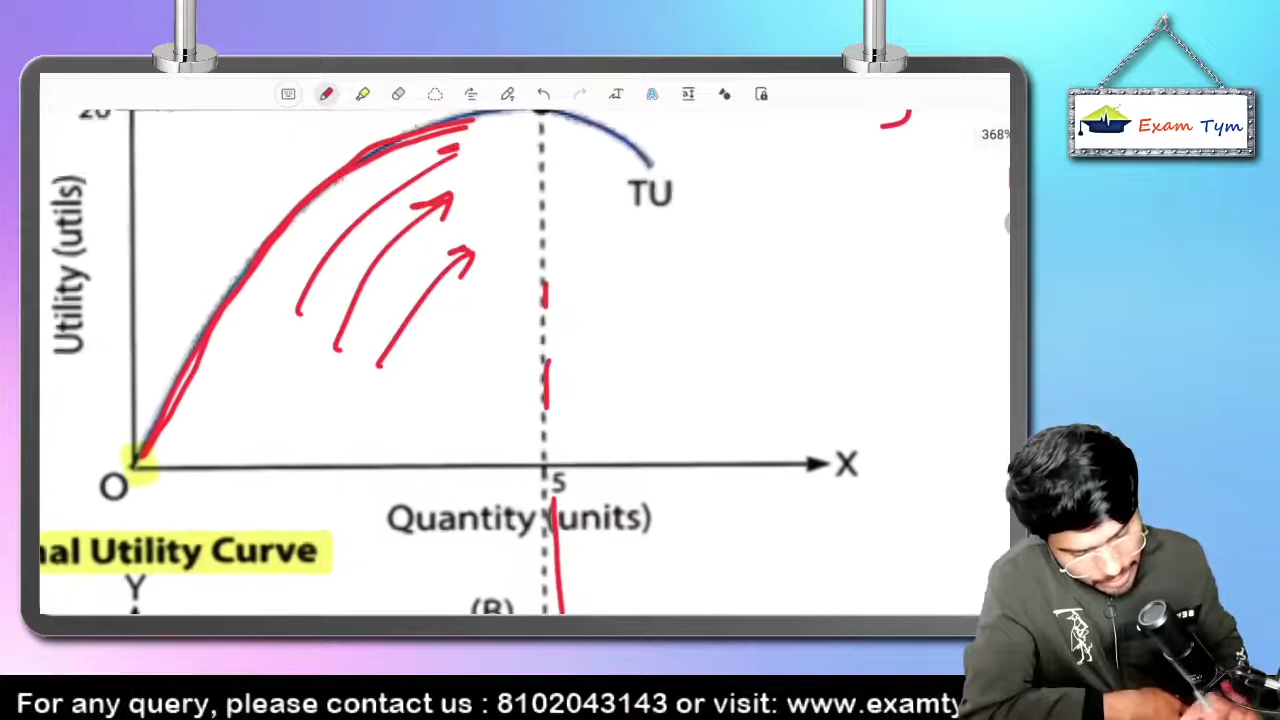 Exam Tym
368%
20
Utility (utils)
TU
O
5
X
Quantity (units)
nal Utility Curve
Y
(B)
For any query, please contact us : 8102043143 or visit: www.examty